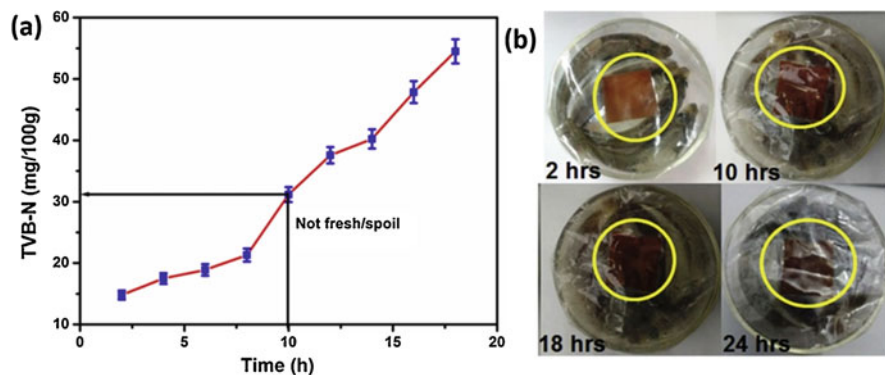 (a)
60
50
40
30
20
10
TVB-N (mg/100g)
Not fresh/spoil
0 5 10 15 20
Time (h)
(b)
2 hrs 10 hrs
18 hrs 24 hrs